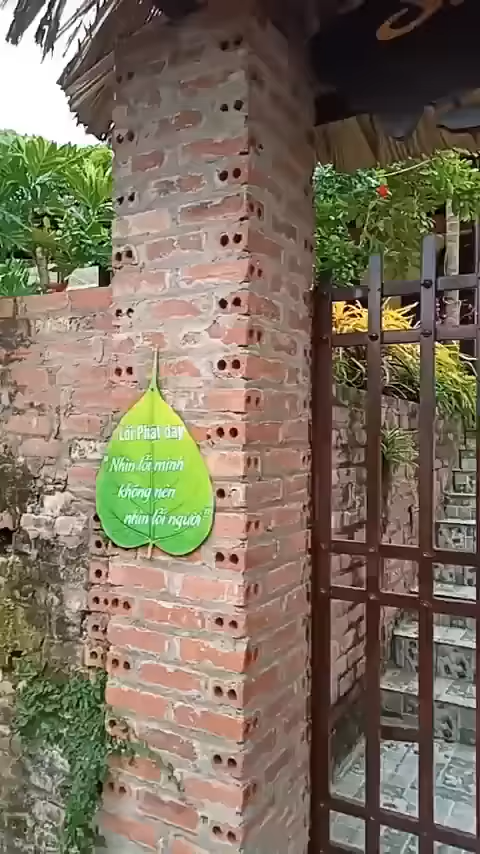 Lời Phật dạy
"Nhìn lỗi mình
không nên
nhìn lỗi người"